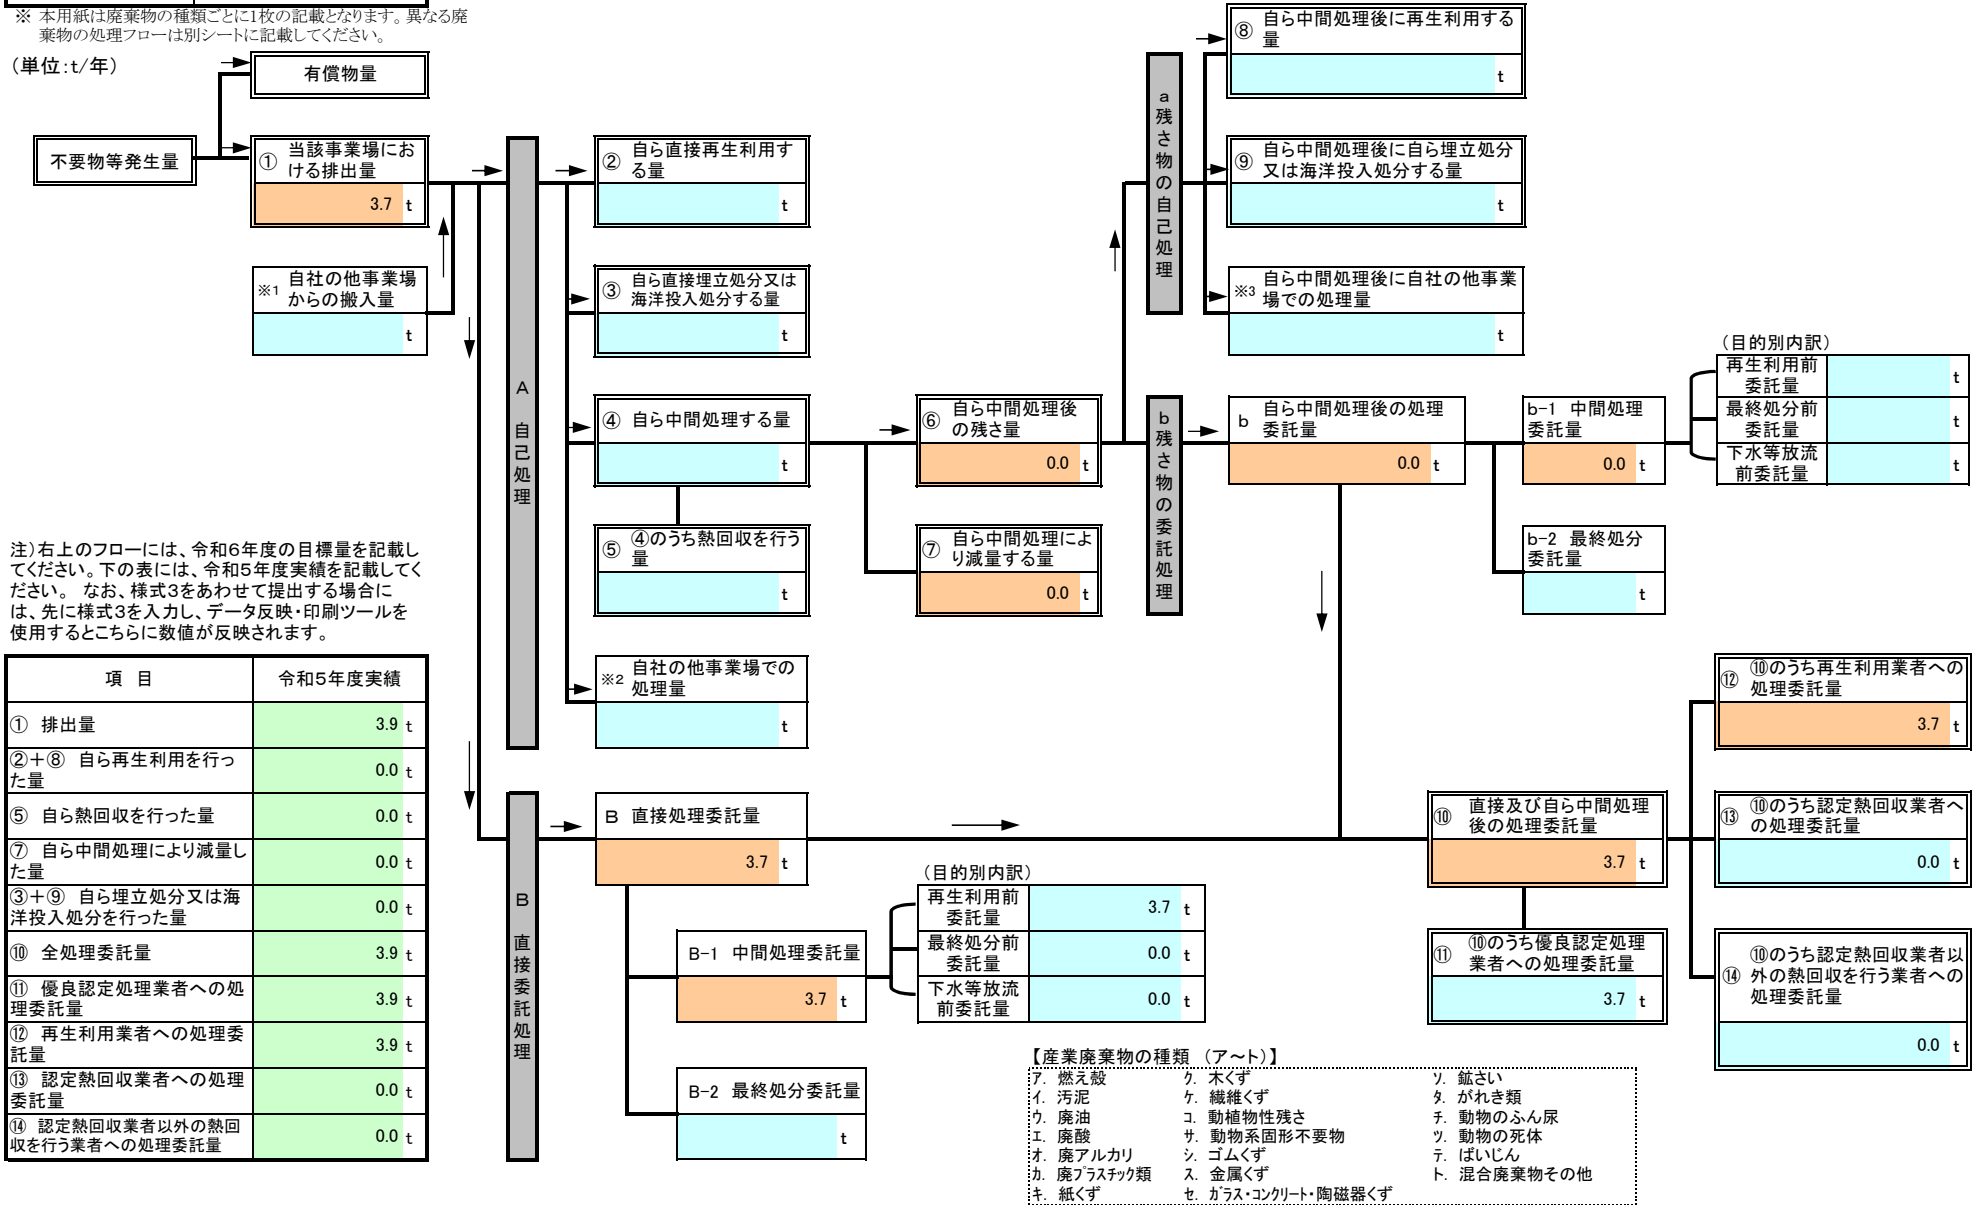 ※ 本用紙は廃棄物の種類ごとに1枚の記載となります。異なる廃
棄物の処理フローは別シートに記載してください。
（単位：t/年）
有償物量
不要物等発生量
① 当該事業場にお
ける排出量
3.7 t
※1 自社の他事業場
からの搬入量
t
A 自己処理
② 自ら直接再生利用す
る量
t
③ 自ら直接埋立処分又は
海洋投入処分する量
t
④ 自ら中間処理する量
t
⑤ ④のうち熱回収を行う
量
t
※2 自社の他事業場での
処理量
t
⑥ 自ら中間処理後
の残さ量
0.0 t
⑦ 自ら中間処理によ
り減量する量
0.0 t
a 残さ物の自己処理
⑧ 自ら中間処理後に再生利用する
量
t
⑨ 自ら中間処理後に自ら埋立処分
又は海洋投入処分する量
t
※3 自ら中間処理後に自社の他事業
場での処理量
t
b 残さ物の委託処理
b 自ら中間処理後の処理
委託量
0.0 t
b-1 中間処理
委託量
0.0 t
b-2 最終処分
委託量
t
（目的別内訳）
再生利用前
委託量
t
最終処分前
委託量
t
下水等放流
前委託量
t
注）右上のフローには、令和６年度の目標量を記載し
てください。下の表には、令和５年度実績を記載してく
ださい。 なお、様式３をあわせて提出する場合に
は、先に様式３を入力し、データ反映・印刷ツールを
使用するとこちらに数値が反映されます。
項 目 令和５年度実績
① 排出量 3.9 t
②＋⑧ 自ら再生利用を行っ
た量 0.0 t
⑤ 自ら熱回収を行った量 0.0 t
⑦ 自ら中間処理により減量し
た量 0.0 t
③＋⑨ 自ら埋立処分又は海
洋投入処分を行った量 0.0 t
⑩ 全処理委託量 3.9 t
⑪ 優良認定処理業者への処
理委託量 3.9 t
⑫ 再生利用業者への処理委
託量 3.9 t
⑬ 認定熱回収業者への処理
委託量 0.0 t
⑭ 認定熱回収業者以外の熱回
収を行う業者への処理委託量 0.0 t
B 直接委託処理
B 直接処理委託量
3.7 t
B-1 中間処理委託量
3.7 t
B-2 最終処分委託量
t
（目的別内訳）
再生利用前
委託量
3.7 t
最終処分前
委託量
0.0 t
下水等放流
前委託量
0.0 t
⑩ 直接及び自ら中間処理
後の処理委託量
3.7 t
⑪ ⑩のうち優良認定処理
業者への処理委託量
3.7 t
⑫ ⑩のうち再生利用業者への
処理委託量
3.7 t
⑬ ⑩のうち認定熱回収業者へ
の処理委託量
0.0 t
⑭ ⑩のうち認定熱回収業者以
外の熱回収を行う業者への
処理委託量
0.0 t
【産業廃棄物の種類 （ア～ト）】
ア. 燃え殻 ク. 木くず ソ. 鉱さい
イ. 汚泥 ケ. 繊維くず タ. がれき類
ウ. 廃油 コ. 動植物性残さ チ. 動物のふん尿
エ. 廃酸 サ. 動物系固形不要物 ツ. 動物の死体
オ. 廃アルカリ シ. ゴムくず テ. ばいじん
カ. 廃プラスチック類 ス. 金属くず ト. 混合廃棄物その他
キ. 紙くず セ. ガラス・コンクリート・陶磁器くず